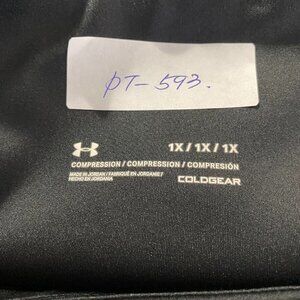 PT-593.
1X / 1X / 1X
COMPRESSION / COMPRESSION / COMPRESIÓN
MADE IN JORDAN / FABRIQUÉ EN JORDANIE /
HECHO EN JORDANIA
COLDGEAR